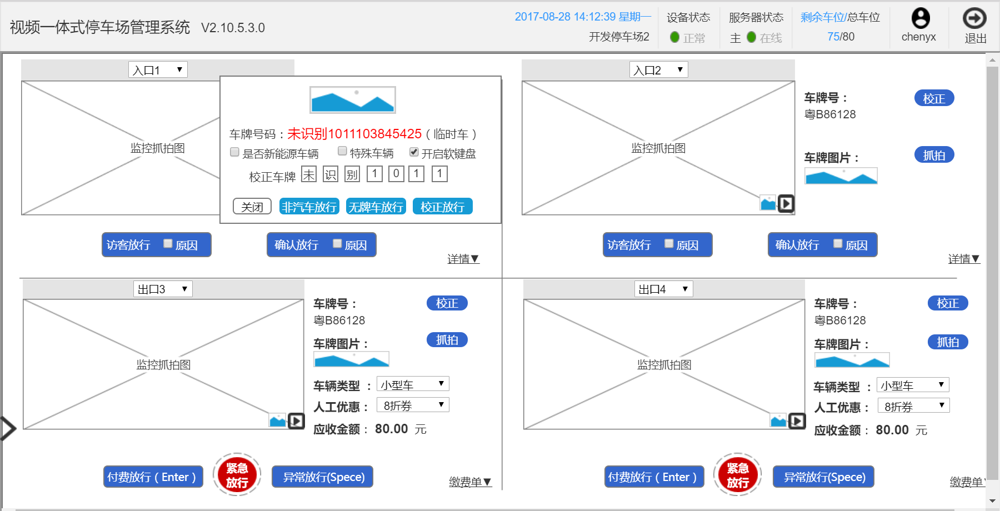 视频一体式停车场管理系统 V2.10.5.3.0
2017-08-28 14:12:39 星期一
开发停车场2
设备状态
正常
服务器状态
主 在线
剩余车位/总车位
75/80
chenyx
退出
入口1
监控抓拍图
车牌号码：未识别1011103845425（临时车）
是否新能源车辆 特殊车辆 开启软键盘
校正车牌 未 识 别 1 0 1 1
关闭 非汽车放行 无牌车放行 校正放行
访客放行 原因 确认放行 原因
详情▼
入口2
监控抓拍图
车牌号： 校正
粤B86128
车牌图片： 抓拍
访客放行 原因 确认放行 原因
详情▼
出口3
监控抓拍图
车牌号： 校正
粤B86128
车牌图片： 抓拍
车辆类型 ： 小型车
人工优惠： 8折券
应收金额： 80.00 元
付费放行（Enter）
紧急
放行
异常放行(Spece)
缴费单▼
出口4
监控抓拍图
车牌号： 校正
粤B86128
车牌图片： 抓拍
车辆类型 ： 小型车
人工优惠： 8折券
应收金额： 80.00 元
付费放行（Enter）
紧急
放行
异常放行(Spece)
缴费单▼